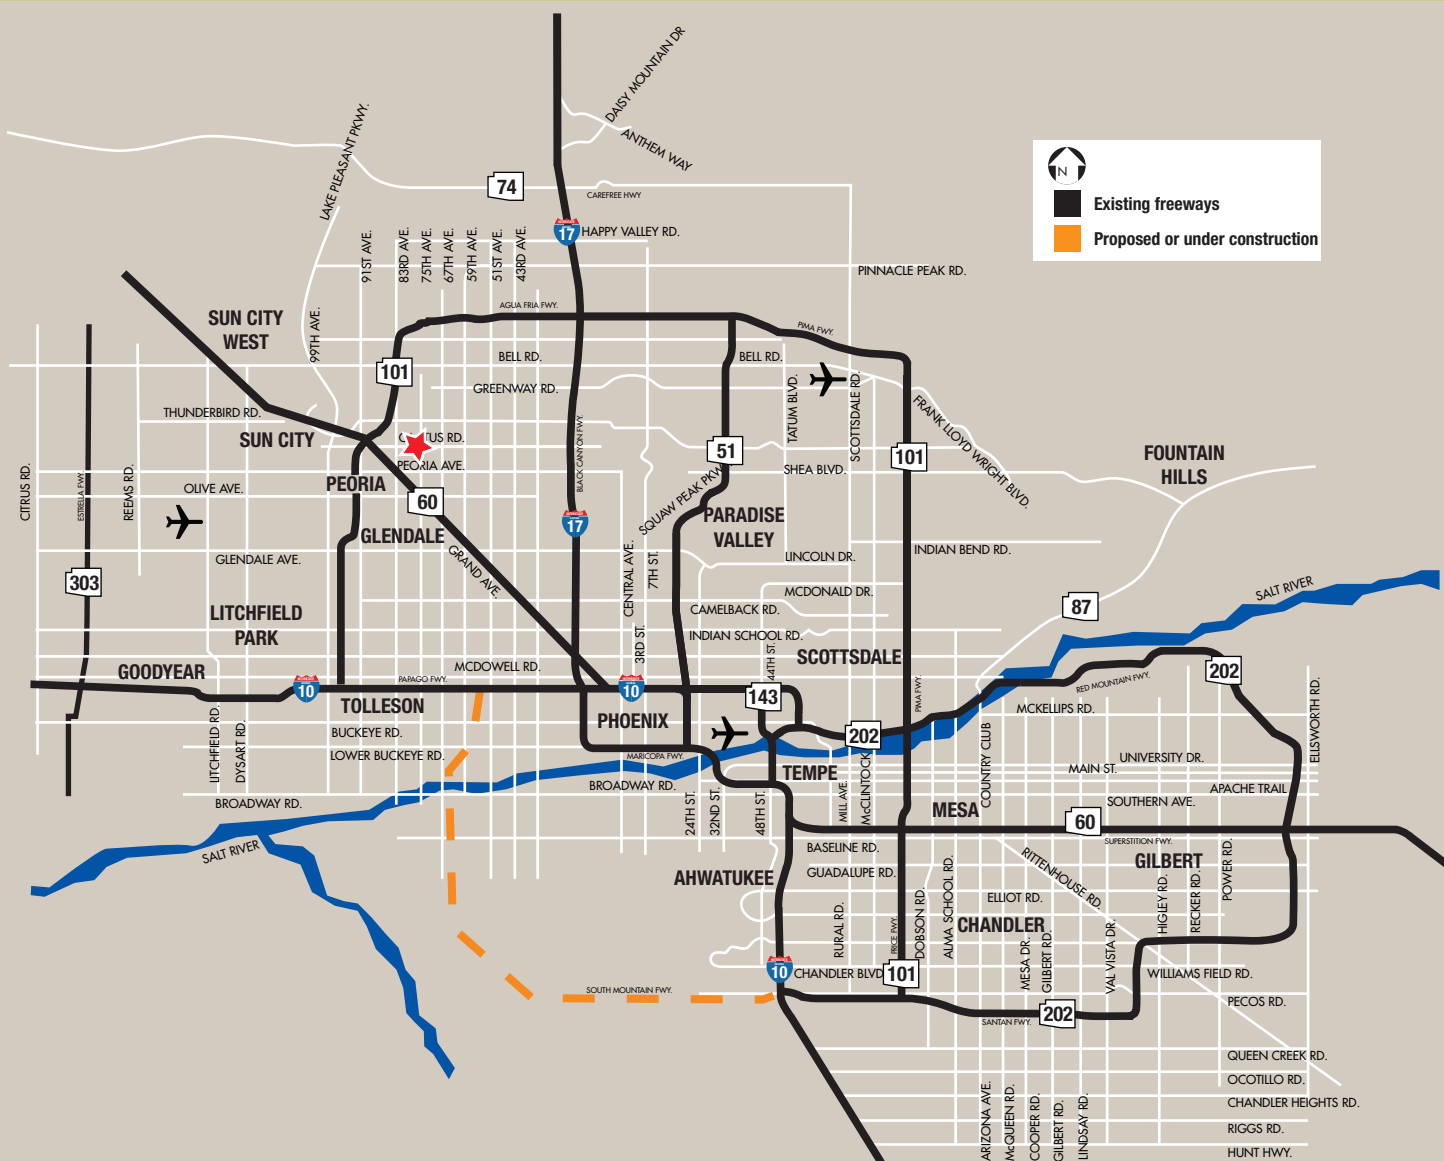 DAISY MOUNTAIN DR
ANTHEM WAY
LAKE PLEASANT PKWY.
74
CAREFREE HWY
N
Existing freeways
Proposed or under construction
17
HAPPY VALLEY RD.
91ST AVE.
83RD AVE.
75TH AVE.
67TH AVE.
59TH AVE.
51ST AVE.
43RD AVE.
PINNACLE PEAK RD.
AGUA FRIA FWY.
PIMA FWY.
SUN CITY
WEST
99TH AVE.
BELL RD.
BELL RD.
101
GREENWAY RD.
TATUM BLVD.
SCOTTSDALE RD.
FRANK LLOYD WRIGHT BLVD.
THUNDERBIRD RD.
SUN CITY
TUS RD.
PEORIA AVE.
BLACK CANYON FWY.
51
101
SHEA BLVD.
FOUNTAIN
HILLS
CITRUS RD.
ESTRELLA FWY.
REEMS RD.
OLIVE AVE.
PEORIA
60
SQUAW PEAK PKW
PARADISE
VALLEY
17
GLENDALE
GLENDALE AVE.
GRAND AVE.
CENTRAL AVE.
7TH ST.
LINCOLN DR.
INDIAN BEND RD.
303
MCDONALD DR.
SALT RIVER
87
LITCHFIELD
PARK
CAMELBACK RD.
INDIAN SCHOOL RD.
3RD ST.
44TH ST.
SCOTTSDALE
GOODYEAR
MCDOWELL RD.
PAPAGO FWY.
10
10
143
202
RED MOUNTAIN FWY.
PIMA FWY.
TOLLESON
PHOENIX
MCKELLIPS RD.
ELLSWORTH RD.
LITCHFIELD RD.
DYSART RD.
BUCKEYE RD.
LOWER BUCKEYE RD.
MARICOPA FWY.
202
COUNTRY CLUB
UNIVERSITY DR.
MAIN ST.
TEMPE
BROADWAY RD.
BROADWAY RD.
APACHE TRAIL
SOUTHERN AVE.
24TH ST.
32ND ST.
48TH ST.
MILL AVE.
McCLINTOCK
MESA
60
SUPERSTITION FWY.
SALT RIVER
BASELINE RD.
GUADALUPE RD.
RITTENHOUSE RD.
GILBERT
AHWATUKEE
ELLIOT RD.
HIGLEY RD.
RECKER RD.
POWER RD.
RURAL RD.
PRICE FWY.
DOBSON RD.
ALMA SCHOOL RD.
CHANDLER
MESA DR.
GILBERT RD.
VAL VISTA DR.
10
CHANDLER BLVD
101
WILLIAMS FIELD RD.
SOUTH MOUNTAIN FWY.
PECOS RD.
SANTAN FWY.
202
QUEEN CREEK RD.
OCOTILLO RD.
CHANDLER HEIGHTS RD.
RIGGS RD.
HUNT HWY.
ARIZONA AVE.
McQUEEN RD.
COOPER RD.
GILBERT RD.
LINDSAY RD.